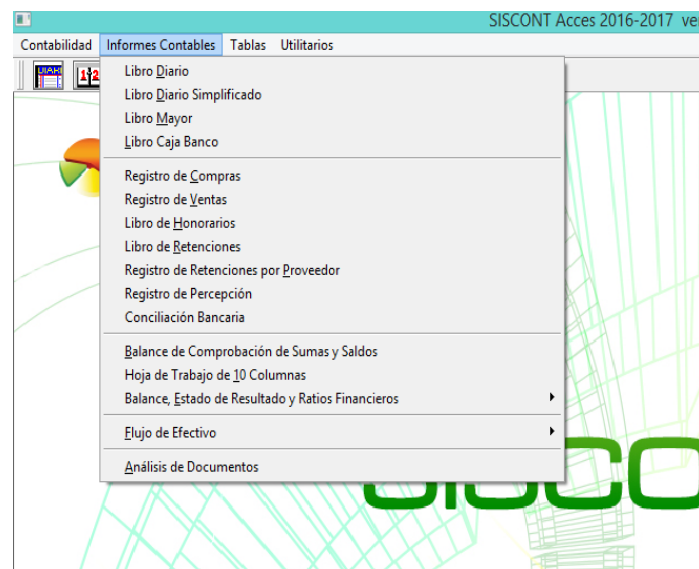 SISCONT Acces 2016-2017
Contabilidad Informes Contables Tablas Utilitarios
Libro Diario
Libro Diario Simplificado
Libro Mayor
Libro Caja Banco
Registro de Compras
Registro de Ventas
Libro de Honorarios
Libro de Retenciones
Registro de Retenciones por Proveedor
Registro de Percepción
Conciliación Bancaria
Balance de Comprobación de Sumas y Saldos
Hoja de Trabajo de 10 Columnas
Balance, Estado de Resultado y Ratios Financieros
Flujo de Efectivo
Análisis de Documentos